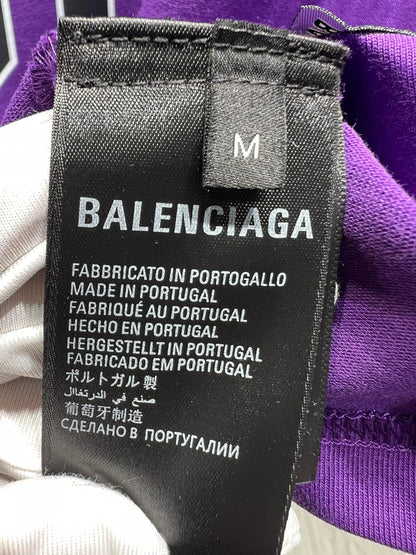 M
BALENCIAGA
FABBRICATO IN PORTOGALLO
MADE IN PORTUGAL
FABRIQUÉ AU PORTUGAL
HECHO EN PORTUGAL
HERGESTELLT IN PORTUGAL
FABRICADO EM PORTUGAL
ポルトガル製
صنع في الدرتغاال
葡萄牙制造
СДЕЛАНО В ПОРТУГАЛИИ